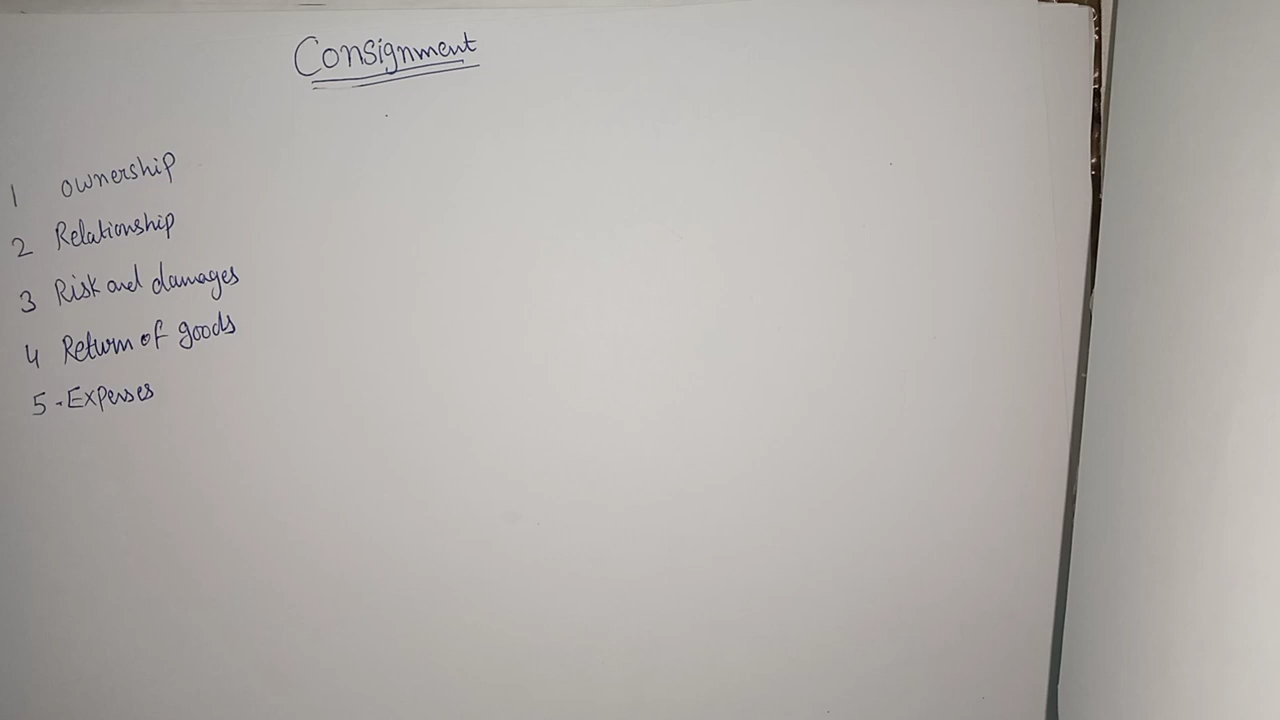 Consignment
1 ownership
2 Relationship
3 Risk and damages
4 Return of goods
5 - Expenses